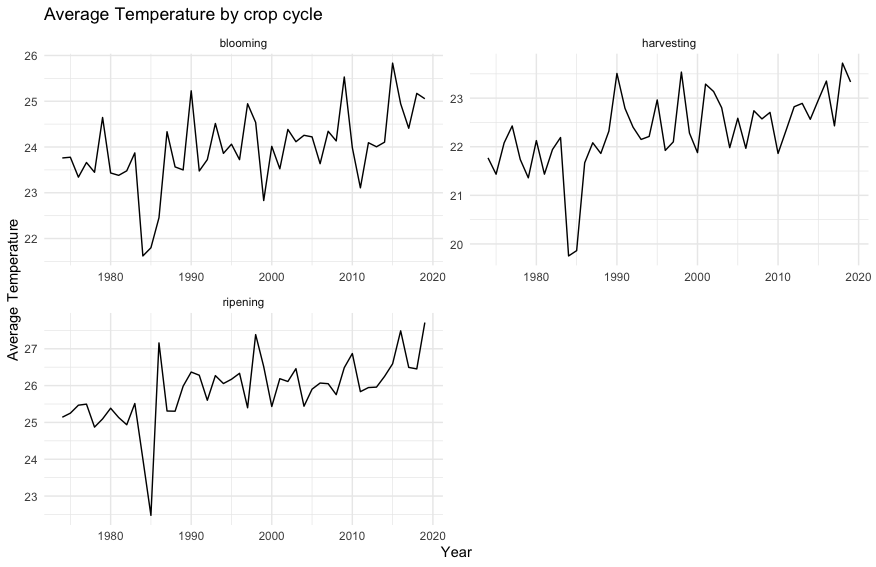 Average Temperature by crop cycle
blooming
harvesting
26
25
24
23
22
1980 1990 2000 2010 2020
23
22
21
20
1980 1990 2000 2010 2020
Average Temperature
ripening
27
26
25
24
23
1980 1990 2000 2010 2020
Year